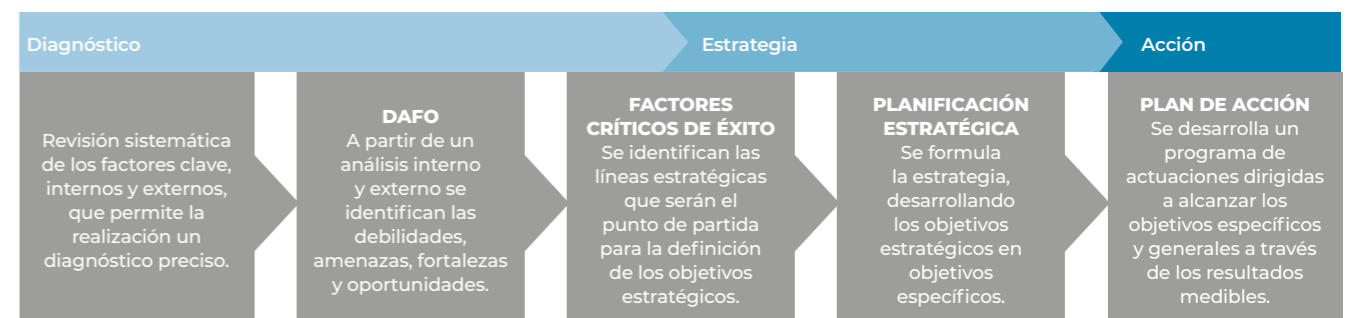 Diagnóstico
Estrategia
Acción
Revisión sistemática
de los factores clave,
internos y externos,
que permite la
realización un
diagnóstico preciso.
DAFO
A partir de un
análisis interno
y externo se
identifican las
debilidades,
amenazas, fortalezas
y oportunidades.
FACTORES
CRÍTICOS DE ÉXITO
Se identifican las
líneas estratégicas
que serán el
punto de partida
para la definición
de los objetivos
estratégicos.
PLANIFICACIÓN
ESTRATÉGICA
Se formula
la estrategia,
desarrollando
los objetivos
estratégicos en
objetivos
específicos.
PLAN DE ACCIÓN
Se desarrolla un
programa de
actuaciones dirigidas
a alcanzar los
objetivos específicos
y generales a través
de los resultados
medibles.